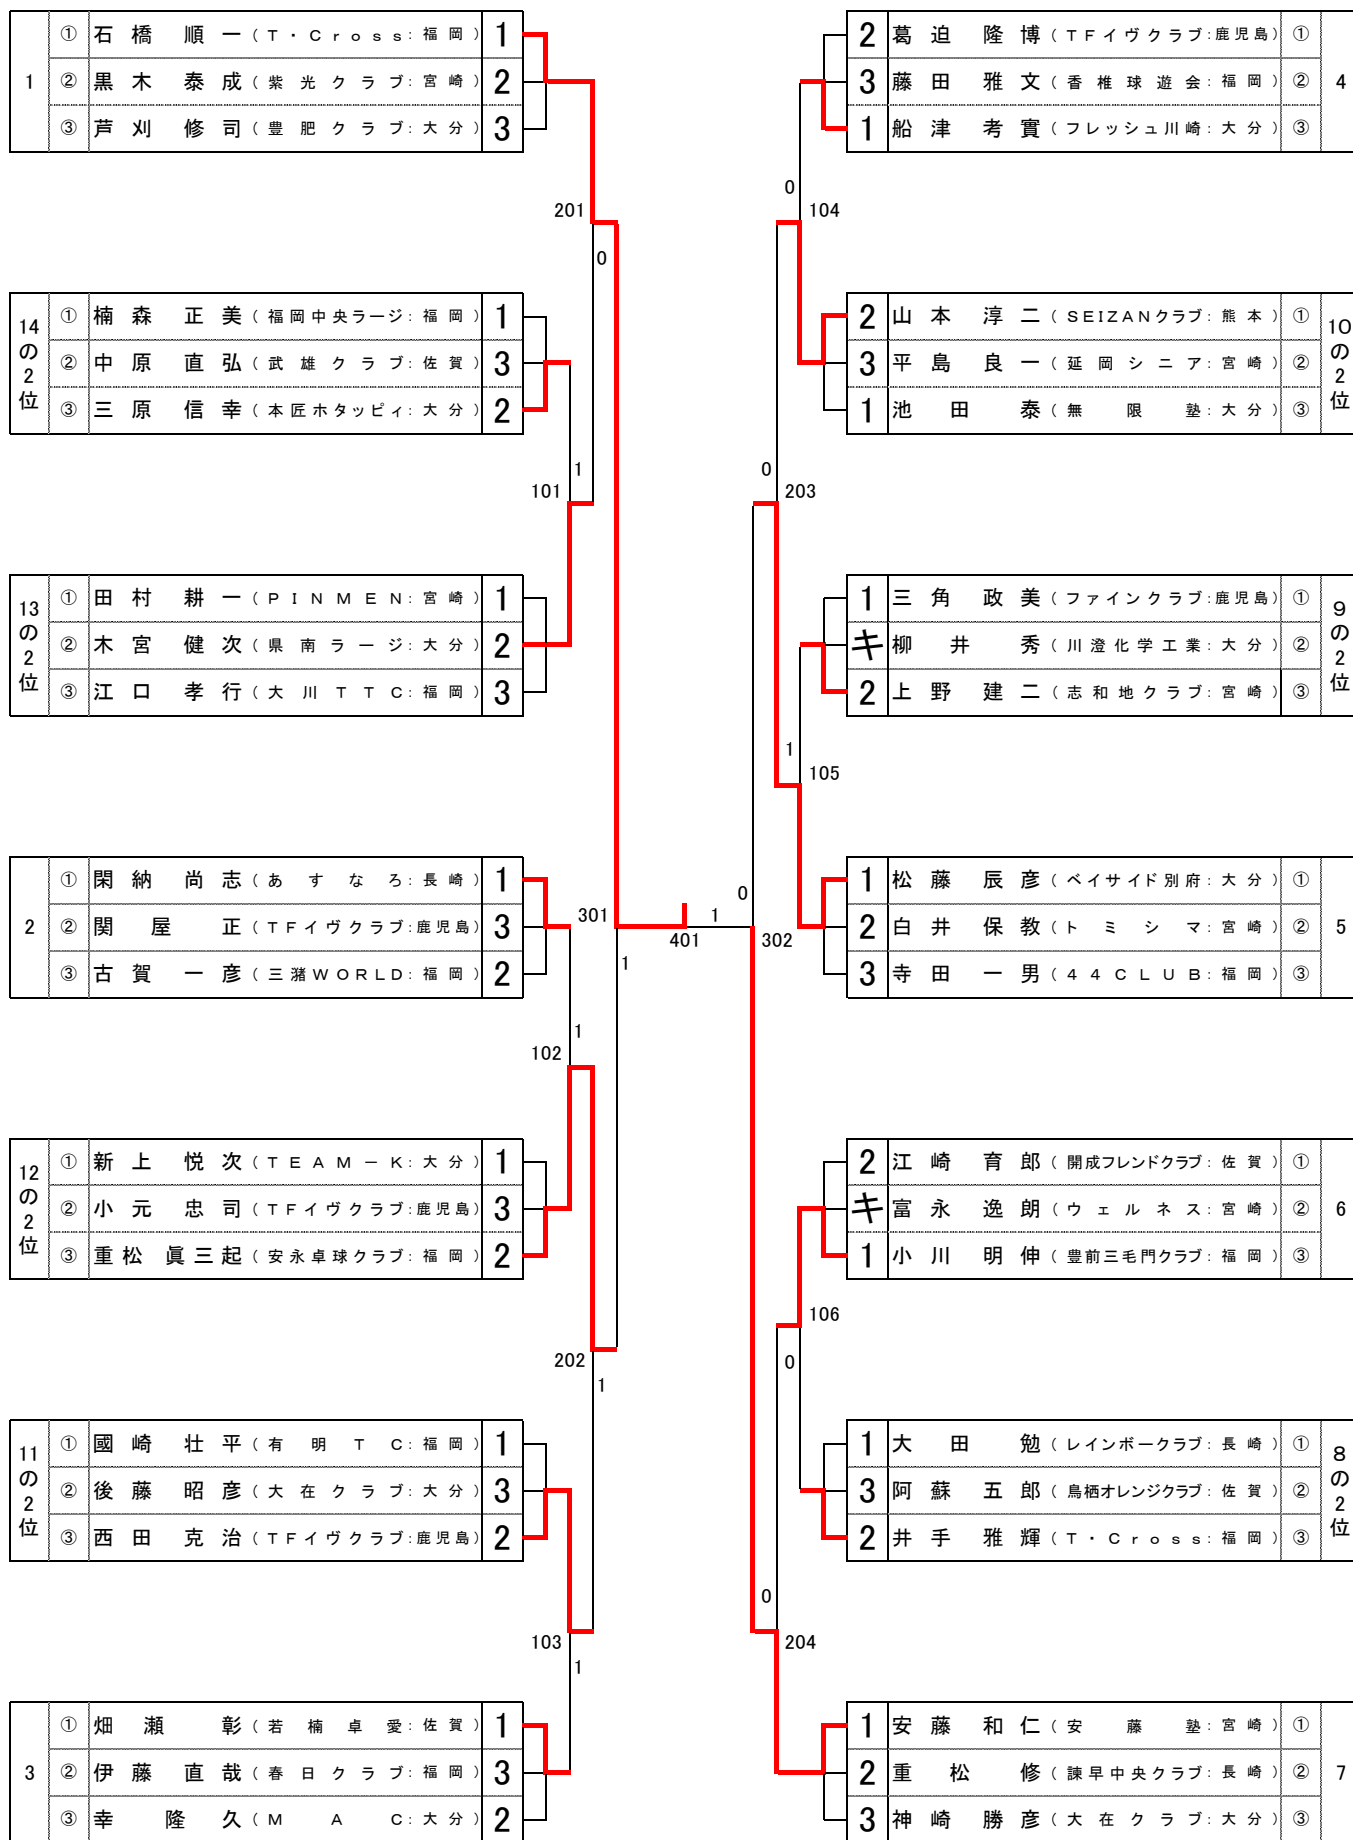 1
① 石橋 順一 (T・Cross:福岡) 1
② 黒木 泰成 (紫光クラブ:宮崎) 2
③ 芦刈 修司 (豊肥クラブ:大分) 3
201
0
14の2位
① 楠森 正美 (福岡中央ラージ:福岡) 1
② 中原 直弘 (武雄クラブ:佐賀) 3
③ 三原 信幸 (本匠ホタッピィ:大分) 2
1
101
13の2位
① 田村 耕一 (PINMEN:宮崎) 1
② 木宮 健次 (県南ラージ:大分) 2
③ 江口 孝行 (大川TTC:福岡) 3
2
① 閑納 尚志 (あすなろ:長崎) 1
② 関屋 正 (TFイヴクラブ:鹿児島) 3
③ 古賀 一彦 (三潴WORLD:福岡) 2
301
1
1
102
12の2位
① 新上 悦次 (TEAM-K:大分) 1
② 小元 忠司 (TFイヴクラブ:鹿児島) 3
③ 重松 眞三起 (安永卓球クラブ:福岡) 2
202
1
11の2位
① 國崎 壮平 (有明TC:福岡) 1
② 後藤 昭彦 (大在クラブ:大分) 3
③ 西田 克治 (TFイヴクラブ:鹿児島) 2
103
1
3
① 畑瀬 彰 (若楠卓愛:佐賀) 1
② 伊藤 直哉 (春日クラブ:福岡) 3
③ 幸 隆久 (MAC:大分) 2
401
1
2 葛迫 隆博 (TFイヴクラブ:鹿児島) ①
3 藤田 雅文 (香椎球遊会:福岡) ②
1 船津 考實 (フレッシュ川崎:大分) ③
4
0
104
2 山本 淳二 (SEIZANクラブ:熊本) ①
3 平島 良一 (延岡シニア:宮崎) ②
1 池田 泰 (無限塾:大分) ③
10の2位
0
203
1 三角 政美 (ファインクラブ:鹿児島) ①
キ 柳井 秀 (川澄化学工業:大分) ②
2 上野 建二 (志和地クラブ:宮崎) ③
9の2位
1
105
1 松藤 辰彦 (ベイサイド別府:大分) ①
2 白井 保教 (トミシマ:宮崎) ②
3 寺田 一男 (44CLUB:福岡) ③
5
0
302
2 江崎 育郎 (開成フレンドクラブ:佐賀) ①
キ 富永 逸朗 (ウェルネス:宮崎) ②
1 小川 明伸 (豊前三毛門クラブ:福岡) ③
6
106
0
1 大田 勉 (レインボークラブ:長崎) ①
3 阿蘇 五郎 (鳥栖オレンジクラブ:佐賀) ②
2 井手 雅輝 (T・Cross:福岡) ③
8の2位
0
204
1 安藤 和仁 (安藤塾:宮崎) ①
2 重松 修 (諫早中央クラブ:長崎) ②
3 神崎 勝彦 (大在クラブ:大分) ③
7